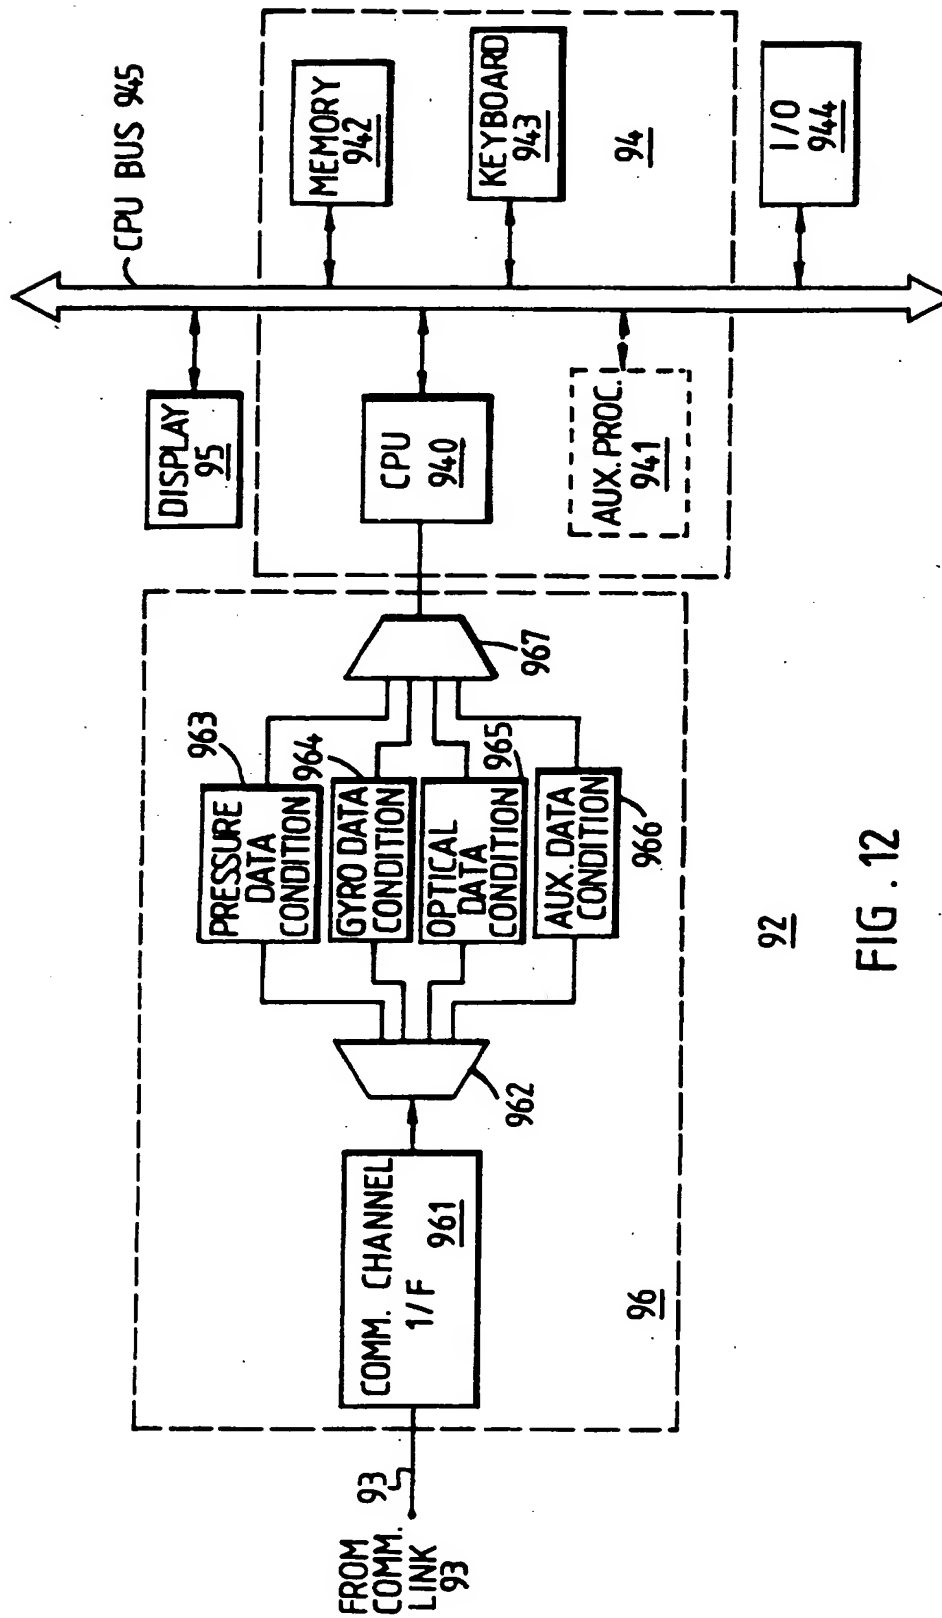 FROM
COMM.
LINK
93
93
COMM. CHANNEL
1/F
961
962
96
PRESSURE
DATA
CONDITION
963
GYRO DATA
CONDITION
964
OPTICAL
DATA
CONDITION
965
AUX. DATA
CONDITION
966
967
DISPLAY
95
CPU
940
AUX. PROC.
941
CPU BUS 945
MEMORY
942
KEYBOARD
943
94
I/O
944
92
FIG. 12